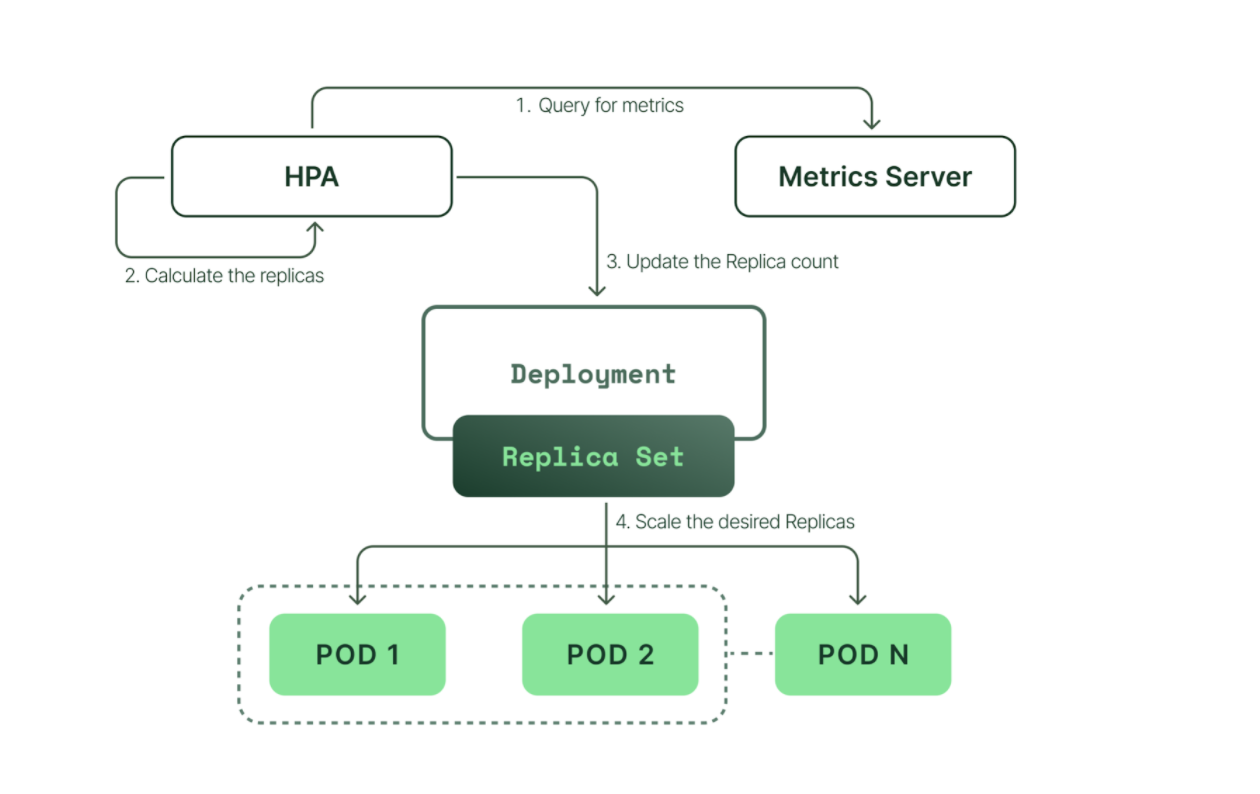 1. Query for metrics
HPA
Metrics Server
2. Calculate the replicas
3. Update the Replica count
Deployment
Replica Set
4. Scale the desired Replicas
POD 1
POD 2
POD N